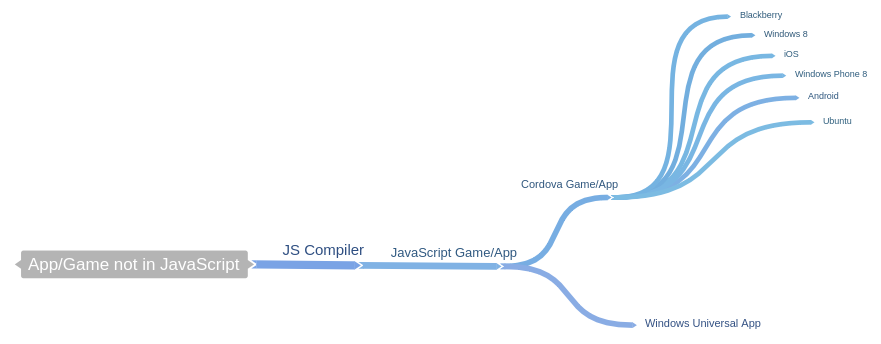 Blackberry
Windows 8
iOS
Windows Phone 8
Android
Ubuntu
Cordova Game/App
JS Compiler
JavaScript Game/App
App/Game not in JavaScript
Windows Universal App